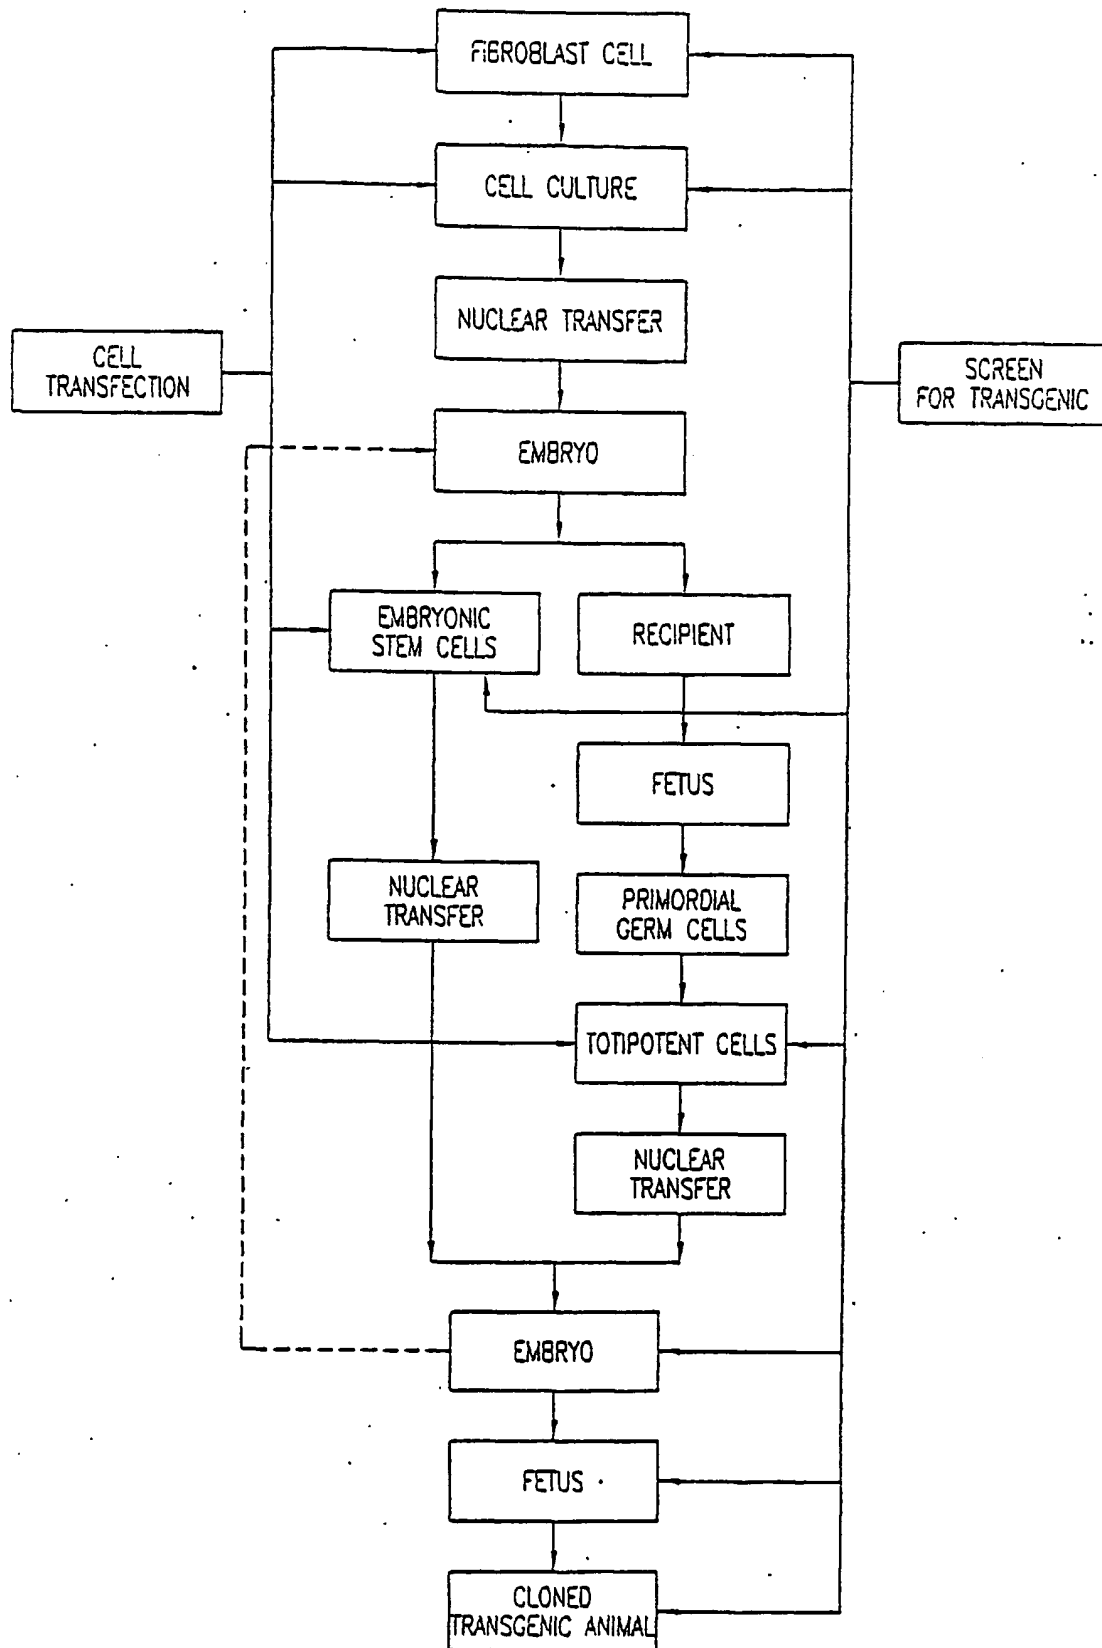 FIBROBLAST CELL
CELL CULTURE
NUCLEAR TRANSFER
CELL
TRANSFECTION
SCREEN
FOR TRANSGENIC
EMBRYO
EMBRYONIC
STEM CELLS
RECIPIENT
FETUS
NUCLEAR
TRANSFER
PRIMORDIAL
GERM CELLS
TOTIPOTENT CELLS
NUCLEAR
TRANSFER
EMBRYO
FETUS
CLONED
TRANSGENIC ANIMAL